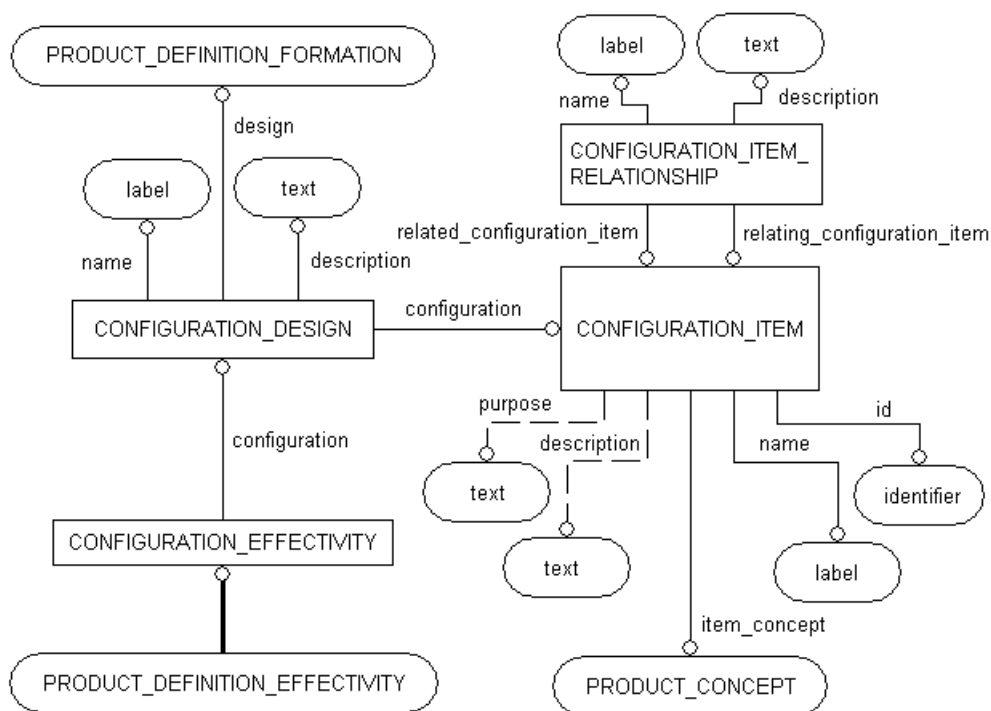 label
text
PRODUCT_DEFINITION_FORMATION
name
description
design
CONFIGURATION_ITEM_
RELATIONSHIP
label
text
related_configuration_item
relating_configuration_item
name
description
configuration
CONFIGURATION_DESIGN
CONFIGURATION_ITEM
purpose
id
description
name
configuration
text
identifier
CONFIGURATION_EFFECTIVITY
text
label
item_concept
PRODUCT_DEFINITION_EFFECTIVITY
PRODUCT_CONCEPT